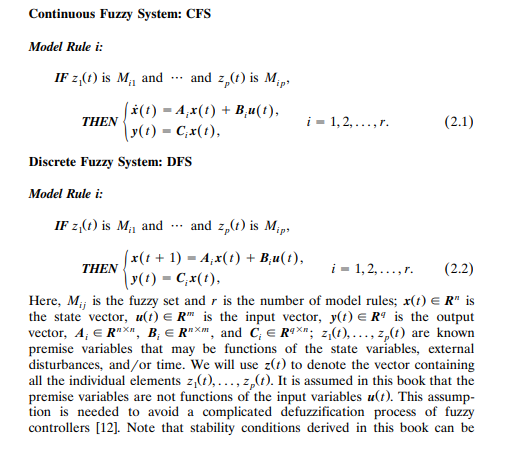 Continuous Fuzzy System: CFS
Model Rule i:
IF z₁(t) is Mᵢ₁ and ··· and zₚ(t) is Mᵢₚ,
THEN { ẋ(t) = Aᵢx(t) + Bᵢu(t),
y(t) = Cᵢx(t),
i = 1, 2, ..., r. (2.1)
Discrete Fuzzy System: DFS
Model Rule i:
IF z₁(t) is Mᵢ₁ and ··· and zₚ(t) is Mᵢₚ,
THEN { x(t + 1) = Aᵢx(t) + Bᵢu(t),
y(t) = Cᵢx(t),
i = 1, 2, ..., r. (2.2)
Here, Mᵢⱼ is the fuzzy set and r is the number of model rules; x(t) ∈ Rⁿ is
the state vector, u(t) ∈ Rᵐ is the input vector, y(t) ∈ R^q is the output
vector, Aᵢ ∈ Rⁿˣⁿ, Bᵢ ∈ Rⁿˣᵐ, and Cᵢ ∈ R^q×n; z₁(t), ..., zₚ(t) are known
premise variables that may be functions of the state variables, external
disturbances, and/or time. We will use z(t) to denote the vector containing
all the individual elements z₁(t), ..., zₚ(t). It is assumed in this book that the
premise variables are not functions of the input variables u(t). This assump-
tion is needed to avoid a complicated defuzzification process of fuzzy
controllers [12]. Note that stability conditions derived in this book can be